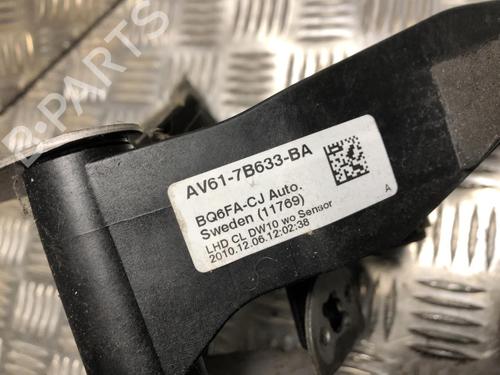 B-PARTS
AV61-7B633-BA
BQ6FA-CJ Auto.
Sweden (11769)
LHD CL DW10 wo Sensor
2010.12.06.12:02:38
A